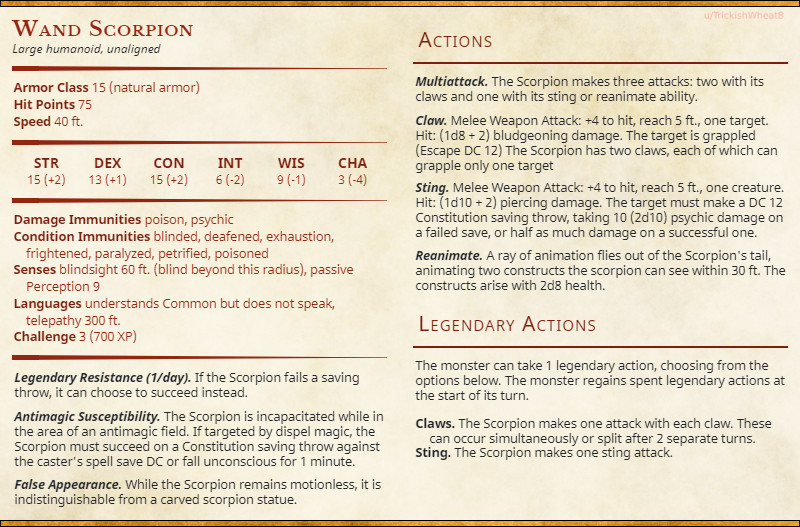 WAND SCORPION
Large humanoid, unaligned
Armor Class 15 (natural armor)
Hit Points 75
Speed 40 ft.
STR DEX CON INT WIS CHA
15 (+2) 13 (+1) 15 (+2) 6 (-2) 9 (-1) 3 (-4)
Damage Immunities poison, psychic
Condition Immunities blinded, deafened, exhaustion,
frightened, paralyzed, petrified, poisoned
Senses blindsight 60 ft. (blind beyond this radius), passive
Perception 9
Languages understands Common but does not speak,
telepathy 300 ft.
Challenge 3 (700 XP)
Legendary Resistance (1/day). If the Scorpion fails a saving
throw, it can choose to succeed instead.
Antimagic Susceptibility. The Scorpion is incapacitated while in
the area of an antimagic field. If targeted by dispel magic, the
Scorpion must succeed on a Constitution saving throw against
the caster's spell save DC or fall unconscious for 1 minute.
False Appearance. While the Scorpion remains motionless, it is
indistinguishable from a carved scorpion statue.
u/TrickishWheat8
ACTIONS
Multiattack. The Scorpion makes three attacks: two with its
claws and one with its sting or reanimate ability.
Claw. Melee Weapon Attack: +4 to hit, reach 5 ft., one target.
Hit: (1d8 + 2) bludgeoning damage. The target is grappled
(Escape DC 12) The Scorpion has two claws, each of which can
grapple only one target
Sting. Melee Weapon Attack: +4 to hit, reach 5 ft., one creature.
Hit: (1d10 + 2) piercing damage. The target must make a DC 12
Constitution saving throw, taking 10 (2d10) psychic damage on
a failed save, or half as much damage on a successful one.
Reanimate. A ray of animation flies out of the Scorpion's tail,
animating two constructs the scorpion can see within 30 ft. The
constructs arise with 2d8 health.
LEGENDARY ACTIONS
The monster can take 1 legendary action, choosing from the
options below. The monster regains spent legendary actions at
the start of its turn.
Claws. The Scorpion makes one attack with each claw. These
can occur simultaneously or split after 2 separate turns.
Sting. The Scorpion makes one sting attack.